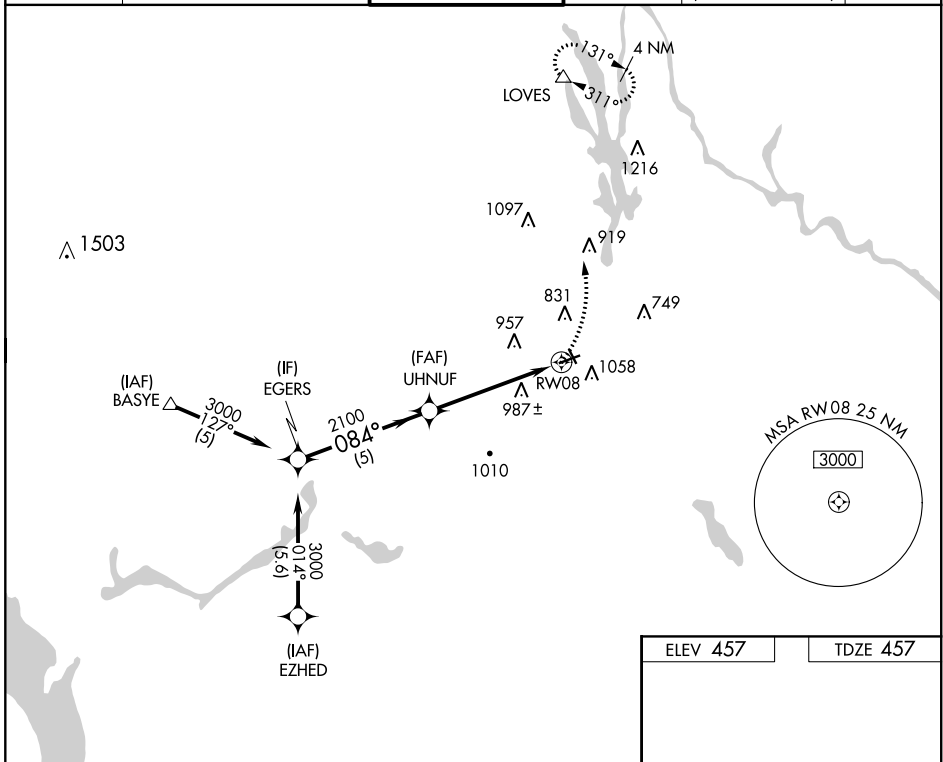 131°
4 NM
LOVES
311°
1216
1097
919
1503
831
749
957
(FAF)
UHNUF
(IF)
EGERS
RW08
1058
(IAF)
BASYE
3000
127°
(5)
2100
084°
(5)
987±
MSA RW08 25 NM
3000
1010
3000
014°
(5.6)
(IAF)
EZHED
ELEV 457
TDZE 457